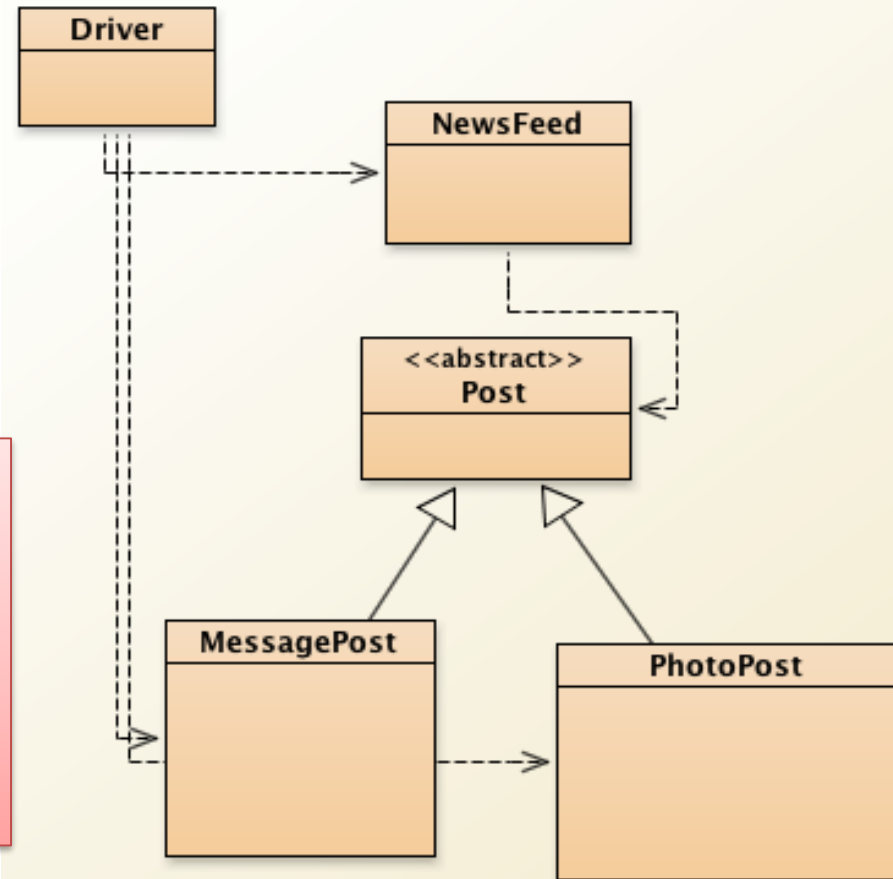 Driver
NewsFeed
<<abstract>>
Post
MessagePost
PhotoPost